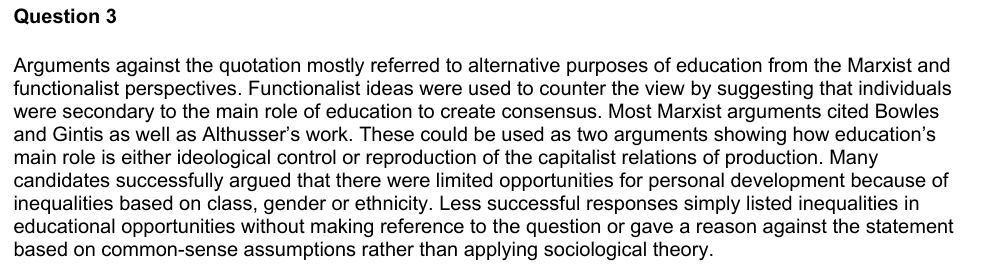 Question 3
Arguments against the quotation mostly referred to alternative purposes of education from the Marxist and
functionalist perspectives. Functionalist ideas were used to counter the view by suggesting that individuals
were secondary to the main role of education to create consensus. Most Marxist arguments cited Bowles
and Gintis as well as Althusser’s work. These could be used as two arguments showing how education’s
main role is either ideological control or reproduction of the capitalist relations of production. Many
candidates successfully argued that there were limited opportunities for personal development because of
inequalities based on class, gender or ethnicity. Less successful responses simply listed inequalities in
educational opportunities without making reference to the question or gave a reason against the statement
based on common-sense assumptions rather than applying sociological theory.